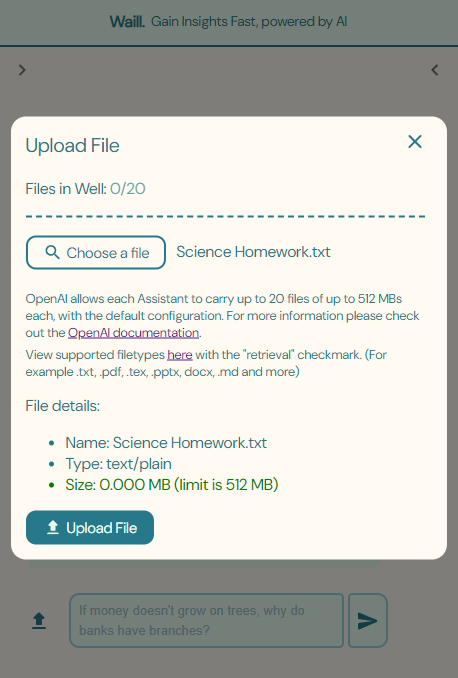 Waill. Gain Insights Fast, powered by AI
Upload File
Files in Well: 0/20
Choose a file Science Homework.txt
OpenAI allows each Assistant to carry up to 20 files of up to 512 MBs
each, with the default configuration. For more information please check
out the OpenAI documentation.
View supported filetypes here with the "retrieval" checkmark. (For
example .txt, .pdf, .tex, .pptx, docx, .md and more)
File details:
• Name: Science Homework.txt
• Type: text/plain
• Size: 0.000 MB (limit is 512 MB)
Upload File
If money doesn't grow on trees, why do
banks have branches?